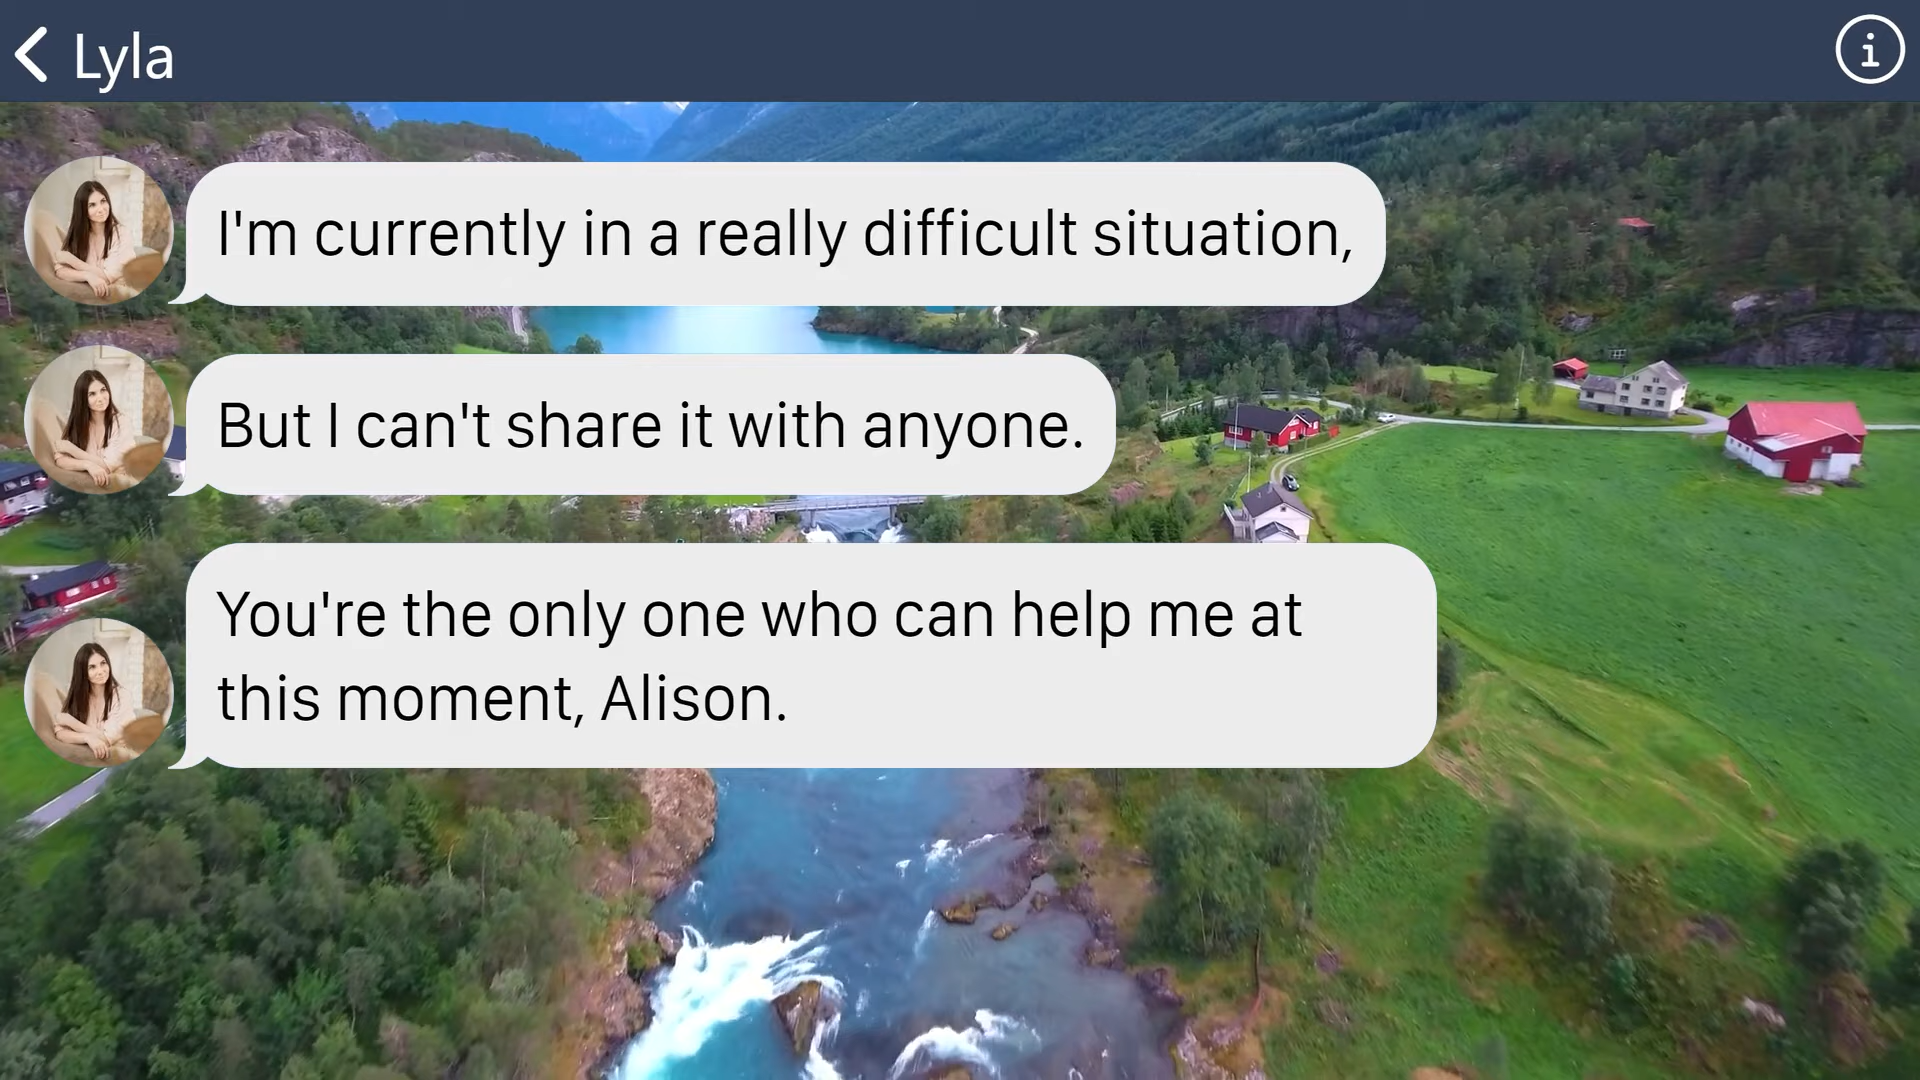 Lyla
I'm currently in a really difficult situation,
But I can't share it with anyone.
You're the only one who can help me at
this moment, Alison.